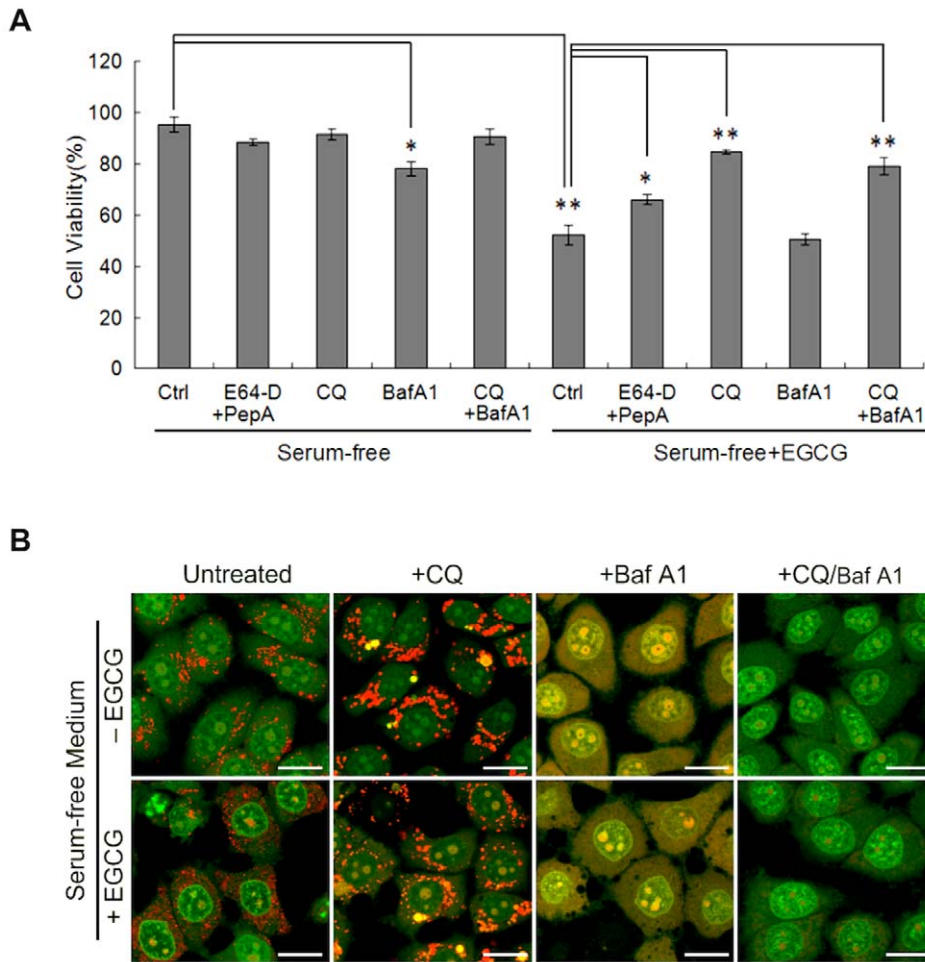 A
120
100
80
60
40
20
0
Cell Viability(%)
*
**
*
**
**
Ctrl
E64-D
+PepA
CQ
BafA1
CQ
+BafA1
Ctrl
E64-D
+PepA
CQ
BafA1
CQ
+BafA1
Serum-free
Serum-free+EGCG
B
Untreated
+CQ
+Baf A1
+CQ/Baf A1
Serum-free Medium
– EGCG
+ EGCG